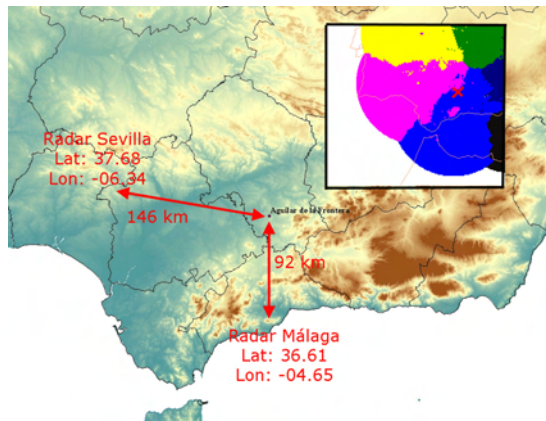 Radar Sevilla
Lat: 37.68
Lon: -06.34
146 km
Aguilar de la Frontera
92 km
Radar Málaga
Lat: 36.61
Lon: -04.65